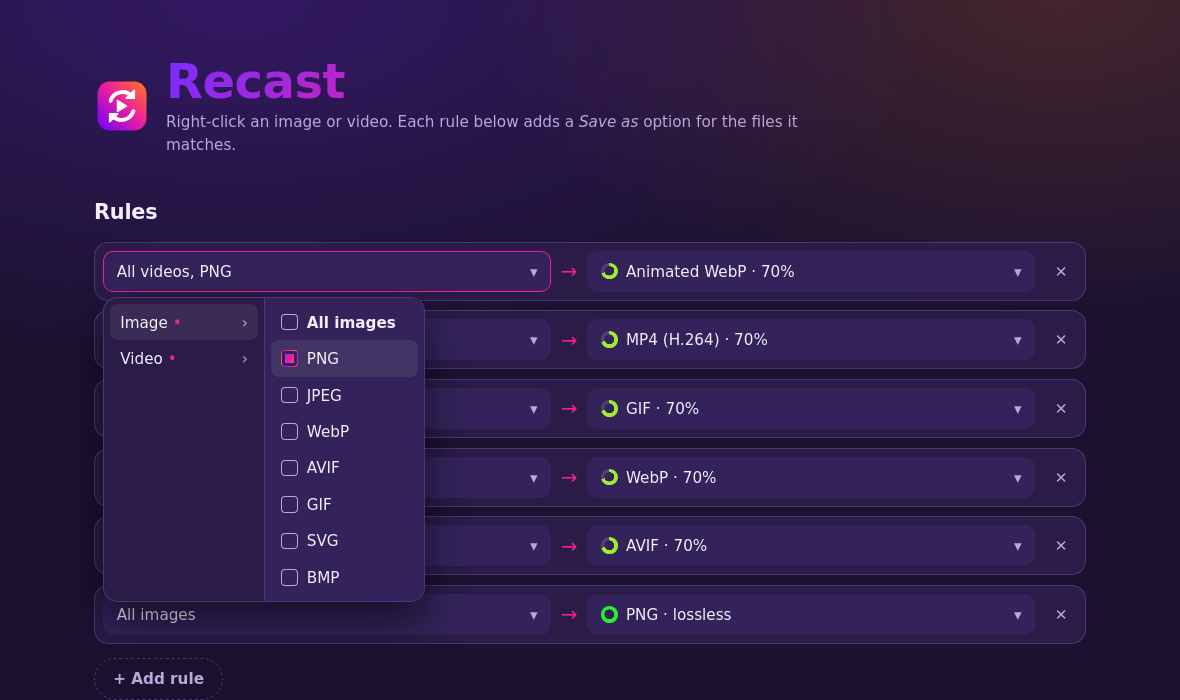 Recast
Right-click an image or video. Each rule below adds a Save as option for the files it
matches.
Rules
All videos, PNG ▼ → Animated WebP · 70% ▼ ✕
Image • ›
Video • ›
All images
PNG
JPEG
WebP
AVIF
GIF
SVG
BMP
▼ → MP4 (H.264) · 70% ▼ ✕
▼ → GIF · 70% ▼ ✕
▼ → WebP · 70% ▼ ✕
▼ → AVIF · 70% ▼ ✕
All images ▼ → PNG · lossless ▼ ✕
+ Add rule